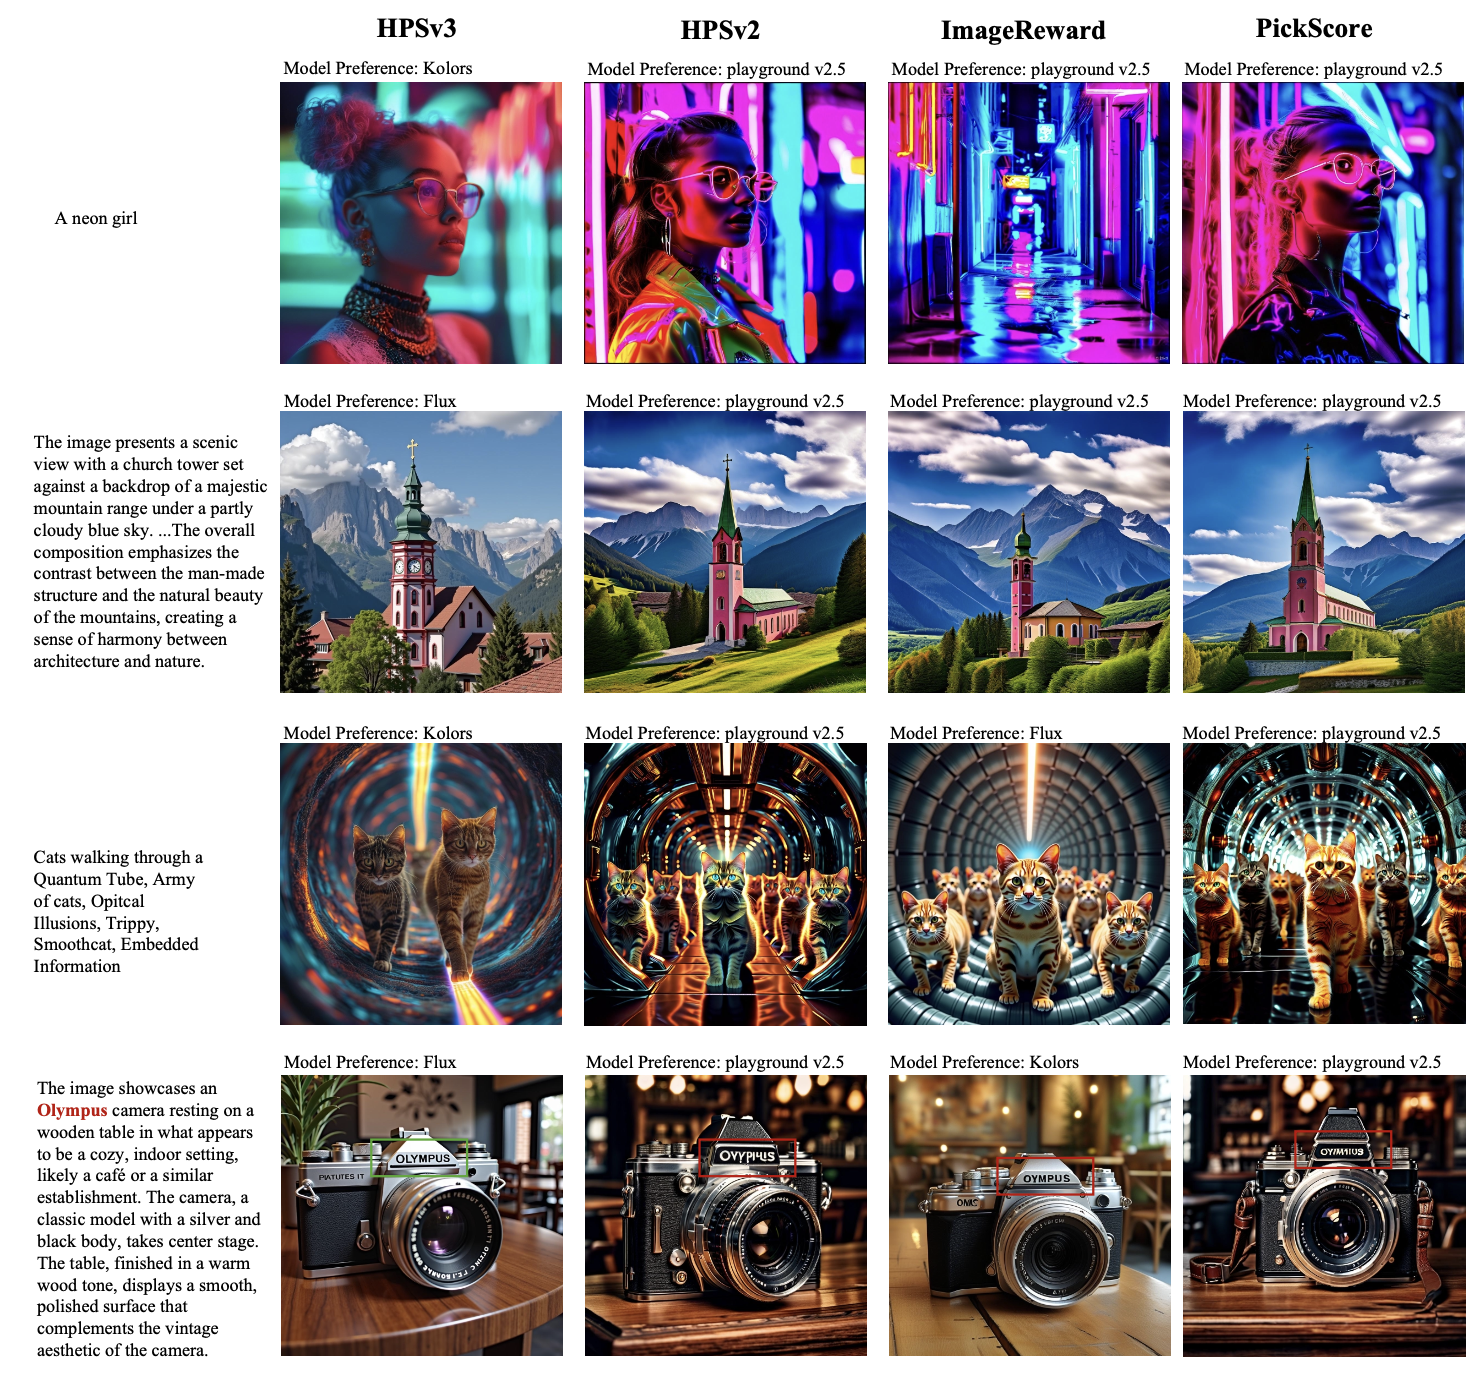 HPSv3
HPSv2
ImageReward
PickScore
Model Preference: Kolors
Model Preference: playground v2.5
Model Preference: playground v2.5
Model Preference: playground v2.5
A neon girl
Model Preference: Flux
Model Preference: playground v2.5
Model Preference: playground v2.5
Model Preference: playground v2.5
The image presents a scenic
view with a church tower set
against a backdrop of a majestic
mountain range under a partly
cloudy blue sky. ...The overall
composition emphasizes the
contrast between the man-made
structure and the natural beauty
of the mountains, creating a
sense of harmony between
architecture and nature.
Model Preference: Kolors
Model Preference: playground v2.5
Model Preference: Flux
Model Preference: playground v2.5
Cats walking through a
Quantum Tube, Army
of cats, Opitcal
Illusions, Trippy,
Smoothcat, Embedded
Information
Model Preference: Flux
Model Preference: playground v2.5
Model Preference: Kolors
Model Preference: playground v2.5
The image showcases an
Olympus camera resting on a
wooden table in what appears
to be a cozy, indoor setting,
likely a café or a similar
establishment. The camera, a
classic model with a silver and
black body, takes center stage.
The table, finished in a warm
wood tone, displays a smooth,
polished surface that
complements the vintage
aesthetic of the camera.
OLYMPUS
PIATUTES IT
OYMPUS